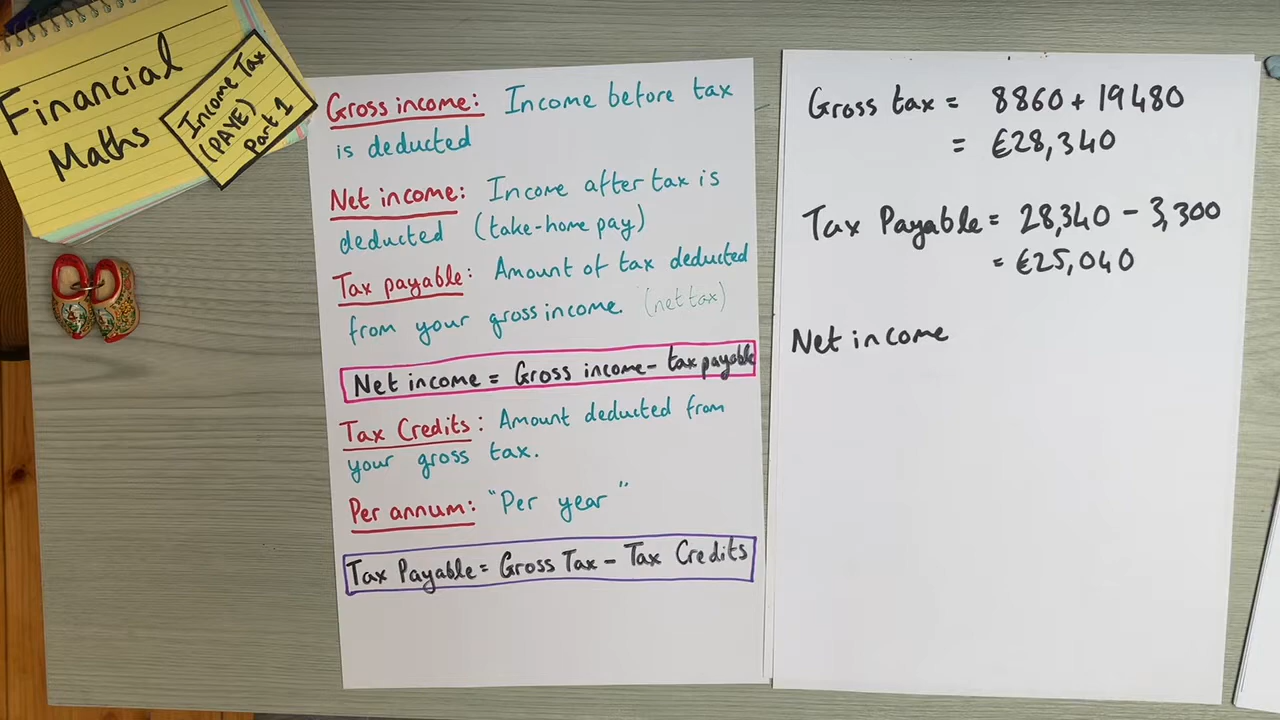 Financial
Maths
Income Tax
(PAYE)
Part 1
Gross income: Income before tax
is deducted
Net income: Income after tax is
deducted (take-home pay)
Tax payable: Amount of tax deducted
from your gross income. (net tax)
Net income = Gross income - tax payable
Tax Credits: Amount deducted from
your gross tax.
Per annum: "Per year"
Tax Payable = Gross Tax - Tax Credits
Gross tax = 8860 + 19480
= €28,340
Tax Payable = 28,340 - 3,300
= €25,040
Net income